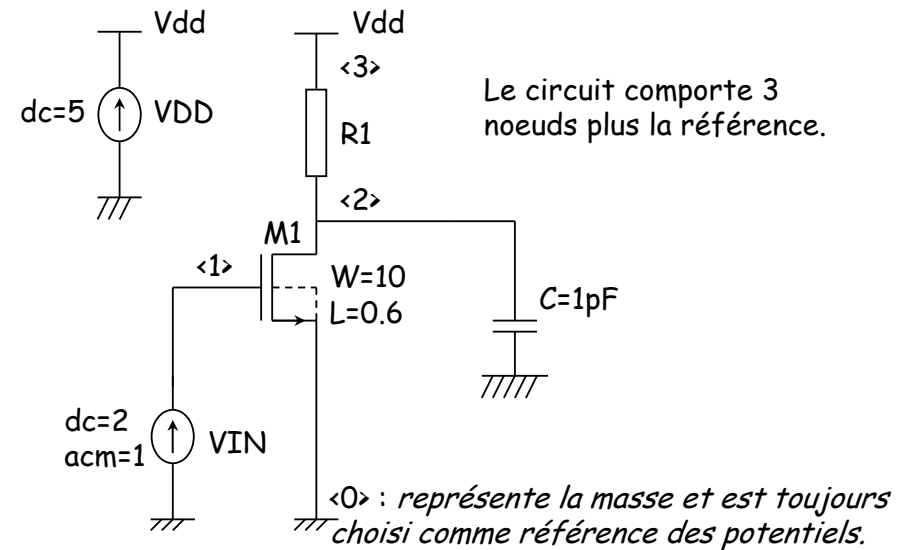 Vdd
Vdd
<3>
dc=5
VDD
R1
Le circuit comporte 3
noeuds plus la référence.
<2>
M1
<1>
W=10
L=0.6
C=1pF
dc=2
acm=1
VIN
<0> : représente la masse et est toujours
choisi comme référence des potentiels.